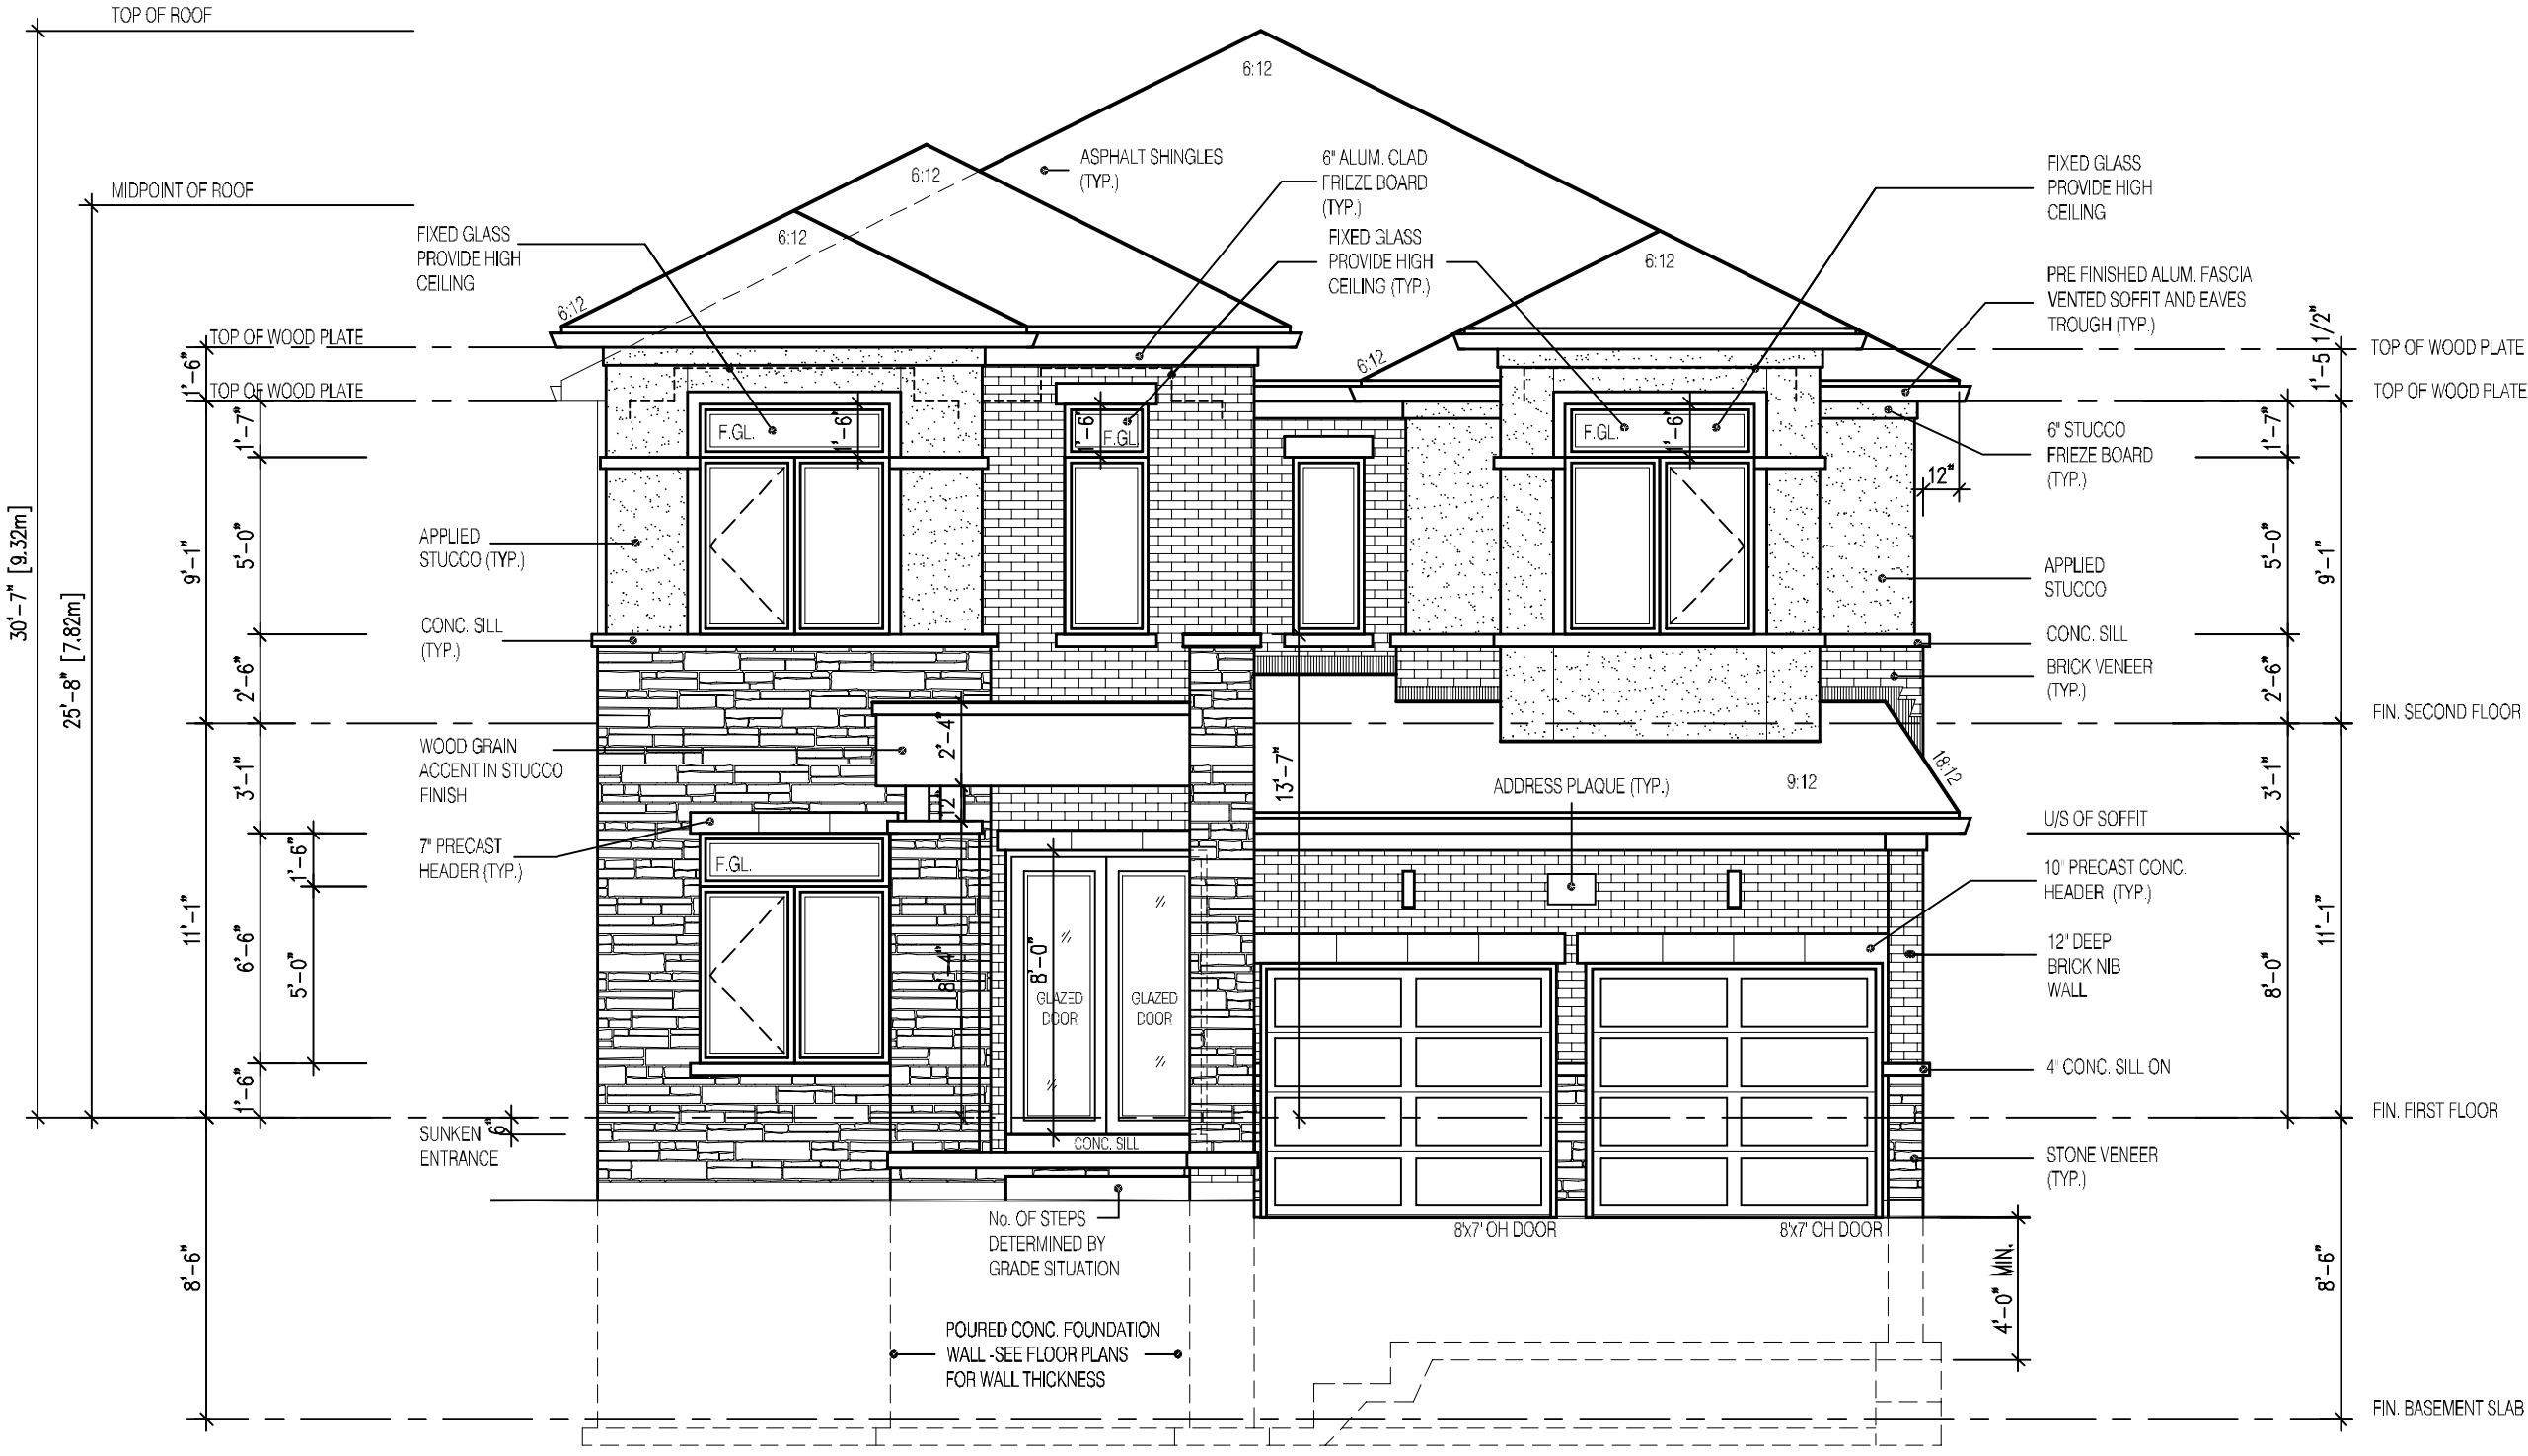 TOP OF ROOF
6:12
ASPHALT SHINGLES
(TYP.)
6" ALUM. CLAD
FRIEZE BOARD
(TYP.)
FIXED GLASS
PROVIDE HIGH
CEILING
MIDPOINT OF ROOF
6:12
FIXED GLASS
PROVIDE HIGH
CEILING
6:12
FIXED GLASS
PROVIDE HIGH
CEILING (TYP.)
6:12
PRE FINISHED ALUM. FASCIA
VENTED SOFFIT AND EAVES
TROUGH (TYP.)
6:12
6:12
TOP OF WOOD PLATE
TOP OF WOOD PLATE
1'-6"
1'-5 1/2"
TOP OF WOOD PLATE
TOP OF WOOD PLATE
1'-7"
F.GL.
1'-6"
1'-6"
F.GL.
F.GL.
1'-6"
6" STUCCO
FRIEZE BOARD
(TYP.)
1'-7"
12"
30'-7" [9.32m]
25'-8" [7.82m]
9'-1"
5'-0"
APPLIED
STUCCO (TYP.)
APPLIED
STUCCO
5'-0"
9'-1"
CONC. SILL
(TYP.)
CONC. SILL
BRICK VENEER
(TYP.)
2'-6"
2'-6"
FIN. SECOND FLOOR
WOOD GRAIN
ACCENT IN STUCCO
FINISH
2'-4"
13'-7"
ADDRESS PLAQUE (TYP.)
9:12
18:12
3'-1"
3'-1"
12"
U/S OF SOFFIT
7" PRECAST
HEADER (TYP.)
F.GL.
1'-6"
10" PRECAST CONC.
HEADER (TYP.)
11'-1"
6'-6"
5'-0"
8'-4"
8'-0"
GLAZED
DOOR
GLAZED
DOOR
12" DEEP
BRICK NIB
WALL
8'-0"
11'-1"
4" CONC. SILL ON
1'-6"
FIN. FIRST FLOOR
SUNKEN
ENTRANCE
6"
CONC. SILL
STONE VENEER
(TYP.)
No. OF STEPS
DETERMINED BY
GRADE SITUATION
8'x7' OH DOOR
8'x7' OH DOOR
8'-6"
4'-0" MIN.
8'-6"
POURED CONC. FOUNDATION
WALL -SEE FLOOR PLANS
FOR WALL THICKNESS
FIN. BASEMENT SLAB